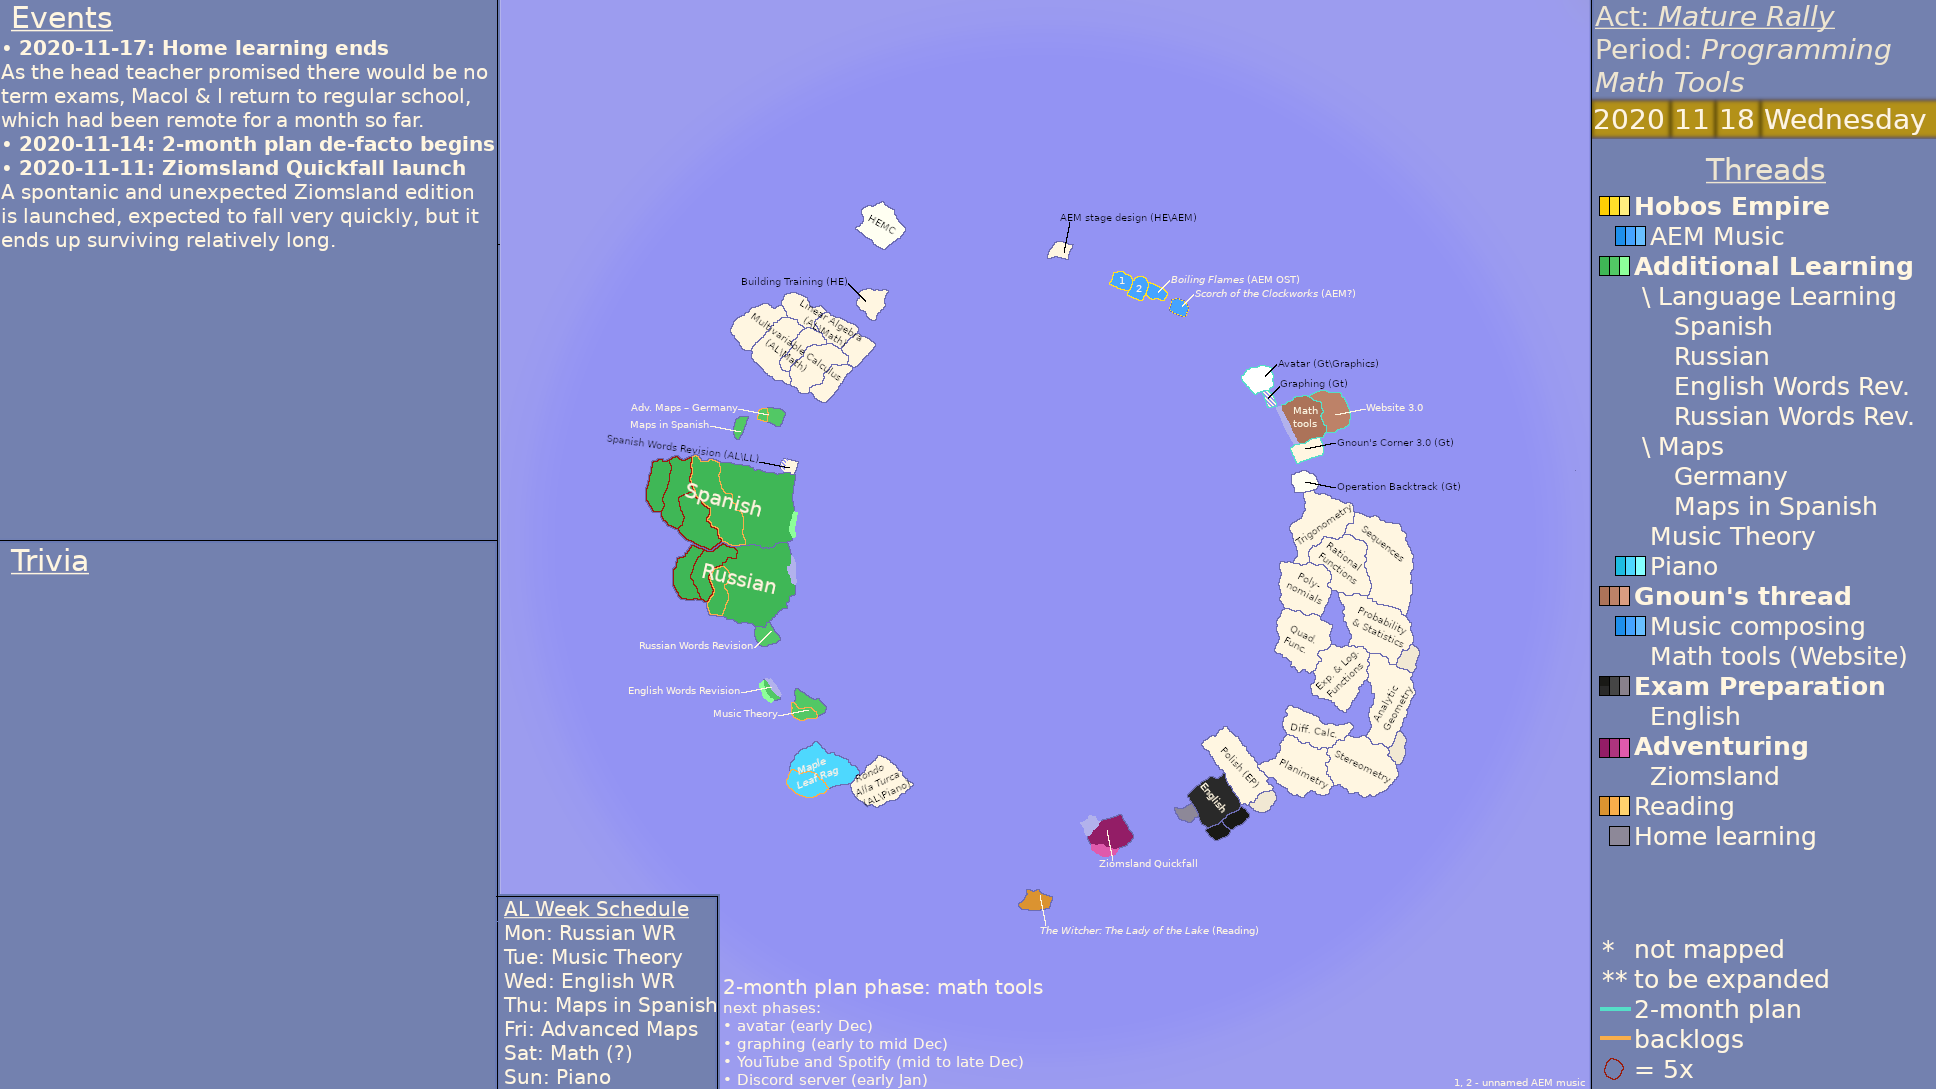 Events
• 2020-11-17: Home learning ends
As the head teacher promised there would be no
term exams, Macol & I return to regular school,
which had been remote for a month so far.
• 2020-11-14: 2-month plan de-facto begins
• 2020-11-11: Ziomsland Quickfall launch
A spontanic and unexpected Ziomsland edition
is launched, expected to fall very quickly, but it
ends up surviving relatively long.
Trivia
HEMC
AEM stage design (HE\AEM)
Building Training (HE)
1
2
Boiling Flames (AEM OST)
Scorch of the Clockworks (AEM?)
Linear Algebra
(AL\Math)
Multivariable Calculus
(AL\Math)
Avatar (Gt\Graphics)
Graphing (Gt)
Math
tools
Website 3.0
Gnoun's Corner 3.0 (Gt)
Operation Backtrack (Gt)
Adv. Maps – Germany
Maps in Spanish
Spanish Words Revision (AL\LL)
Spanish
Russian
Russian Words Revision
English Words Revision
Music Theory
Maple
Leaf Rag
Rondo
Alla Turca
(AL\Piano)
Trigonometry
Sequences
Rational
Functions
Poly-
nomials
Probability
& Statistics
Quad.
Func.
Exp. & Log.
Functions
Analytic
Geometry
Diff. Calc.
Planimetry
Stereometry
Polish (EP)
English
Ziomsland Quickfall
The Witcher: The Lady of the Lake (Reading)
AL Week Schedule
Mon: Russian WR
Tue: Music Theory
Wed: English WR
Thu: Maps in Spanish
Fri: Advanced Maps
Sat: Math (?)
Sun: Piano
2-month plan phase: math tools
next phases:
• avatar (early Dec)
• graphing (early to mid Dec)
• YouTube and Spotify (mid to late Dec)
• Discord server (early Jan)
1, 2 - unnamed AEM music
Act: Mature Rally
Period: Programming
Math Tools
2020 11 18 Wednesday
Threads
Hobos Empire
AEM Music
Additional Learning
\ Language Learning
Spanish
Russian
English Words Rev.
Russian Words Rev.
\ Maps
Germany
Maps in Spanish
Music Theory
Piano
Gnoun's thread
Music composing
Math tools (Website)
Exam Preparation
English
Adventuring
Ziomsland
Reading
Home learning
* not mapped
** to be expanded
2-month plan
backlogs
= 5x